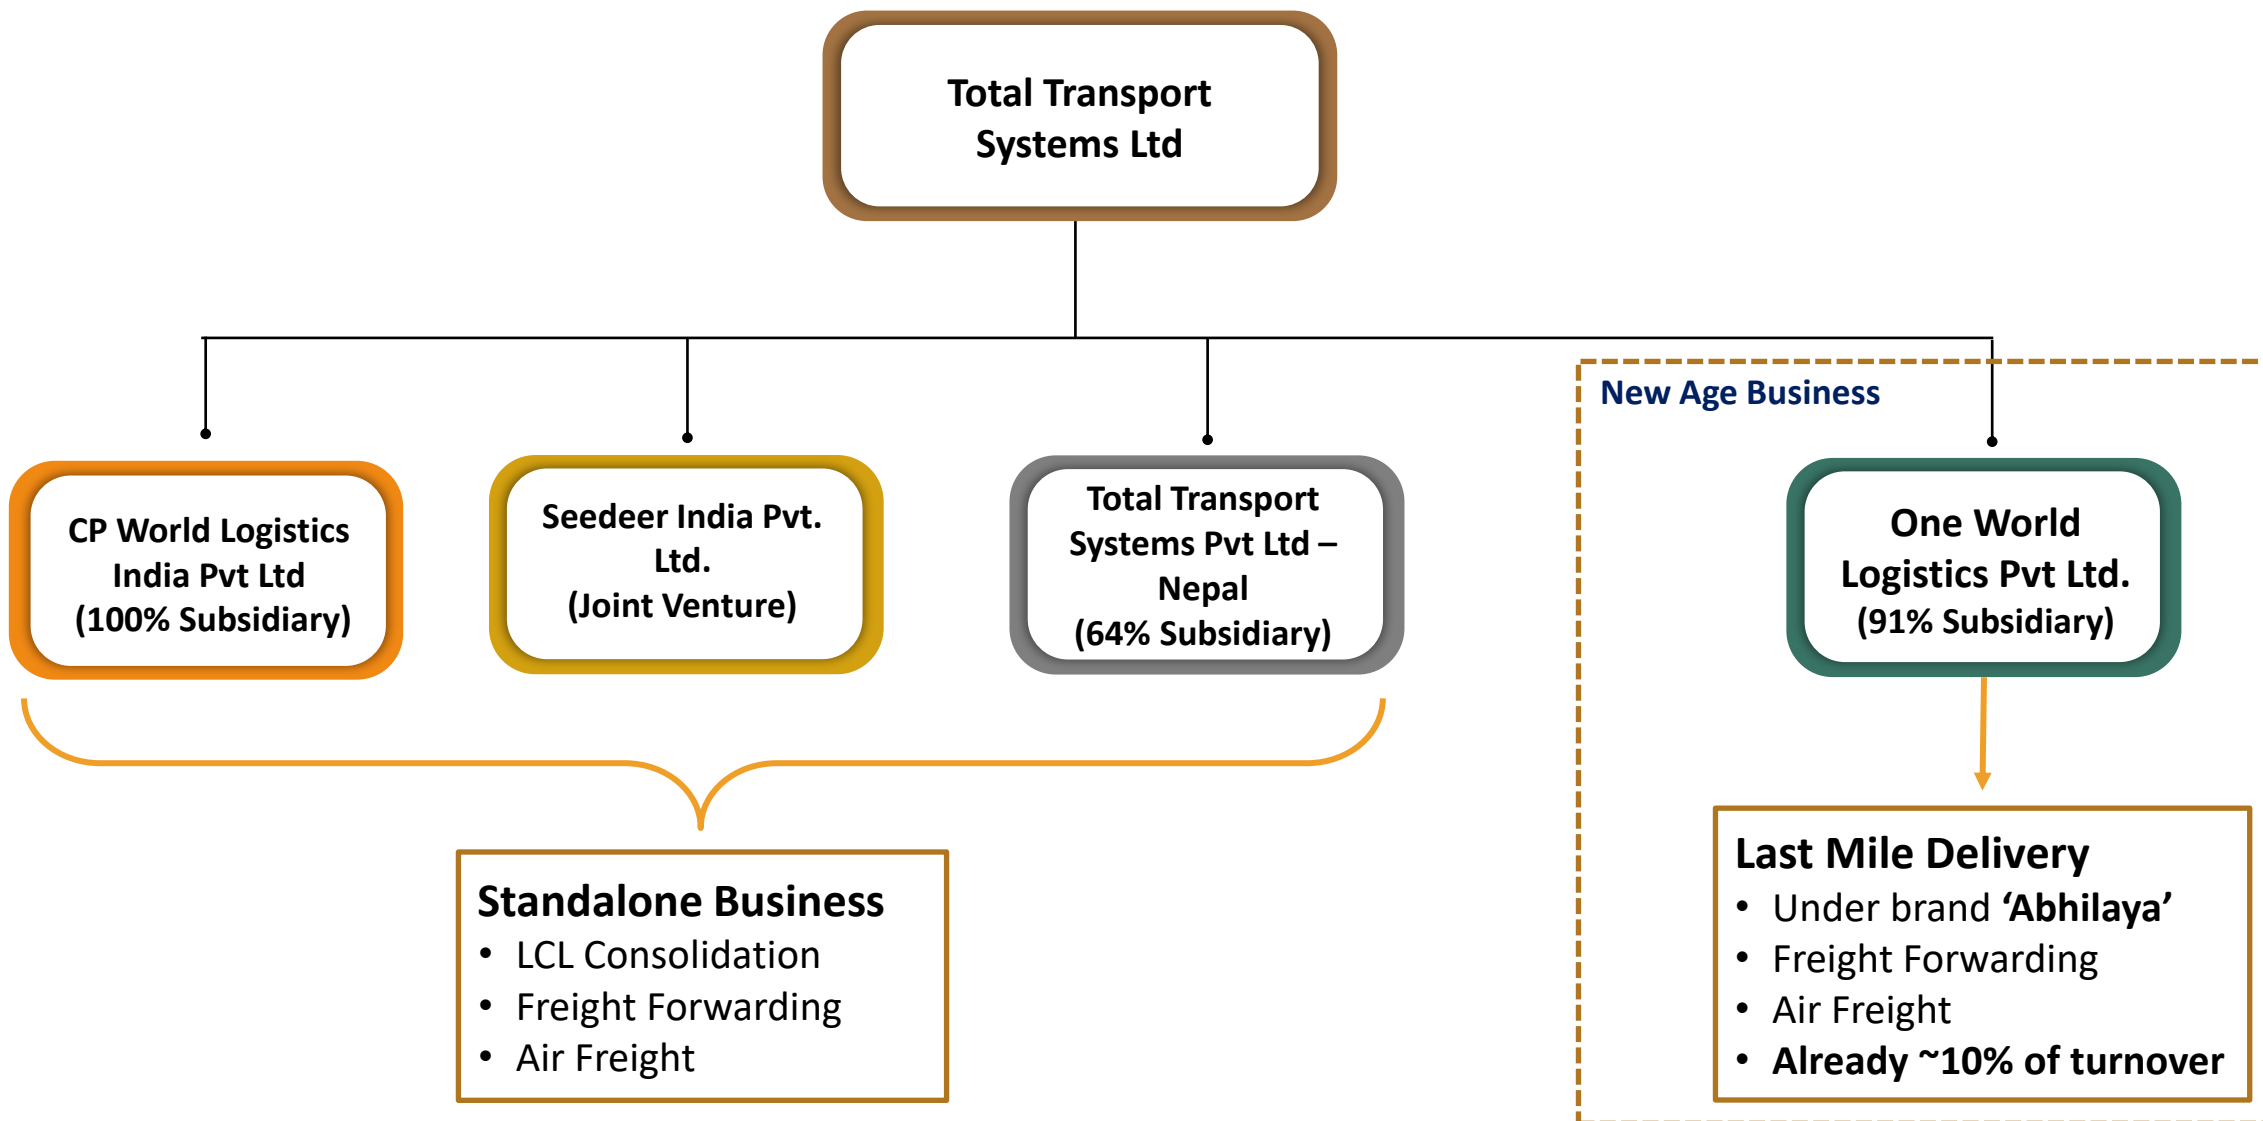 Total Transport
Systems Ltd
New Age Business
CP World Logistics
India Pvt Ltd
(100% Subsidiary)
Seedeer India Pvt.
Ltd.
(Joint Venture)
Total Transport
Systems Pvt Ltd –
Nepal
(64% Subsidiary)
One World
Logistics Pvt Ltd.
(91% Subsidiary)
Standalone Business
• LCL Consolidation
• Freight Forwarding
• Air Freight
Last Mile Delivery
• Under brand ‘Abhilaya’
• Freight Forwarding
• Air Freight
• Already ~10% of turnover